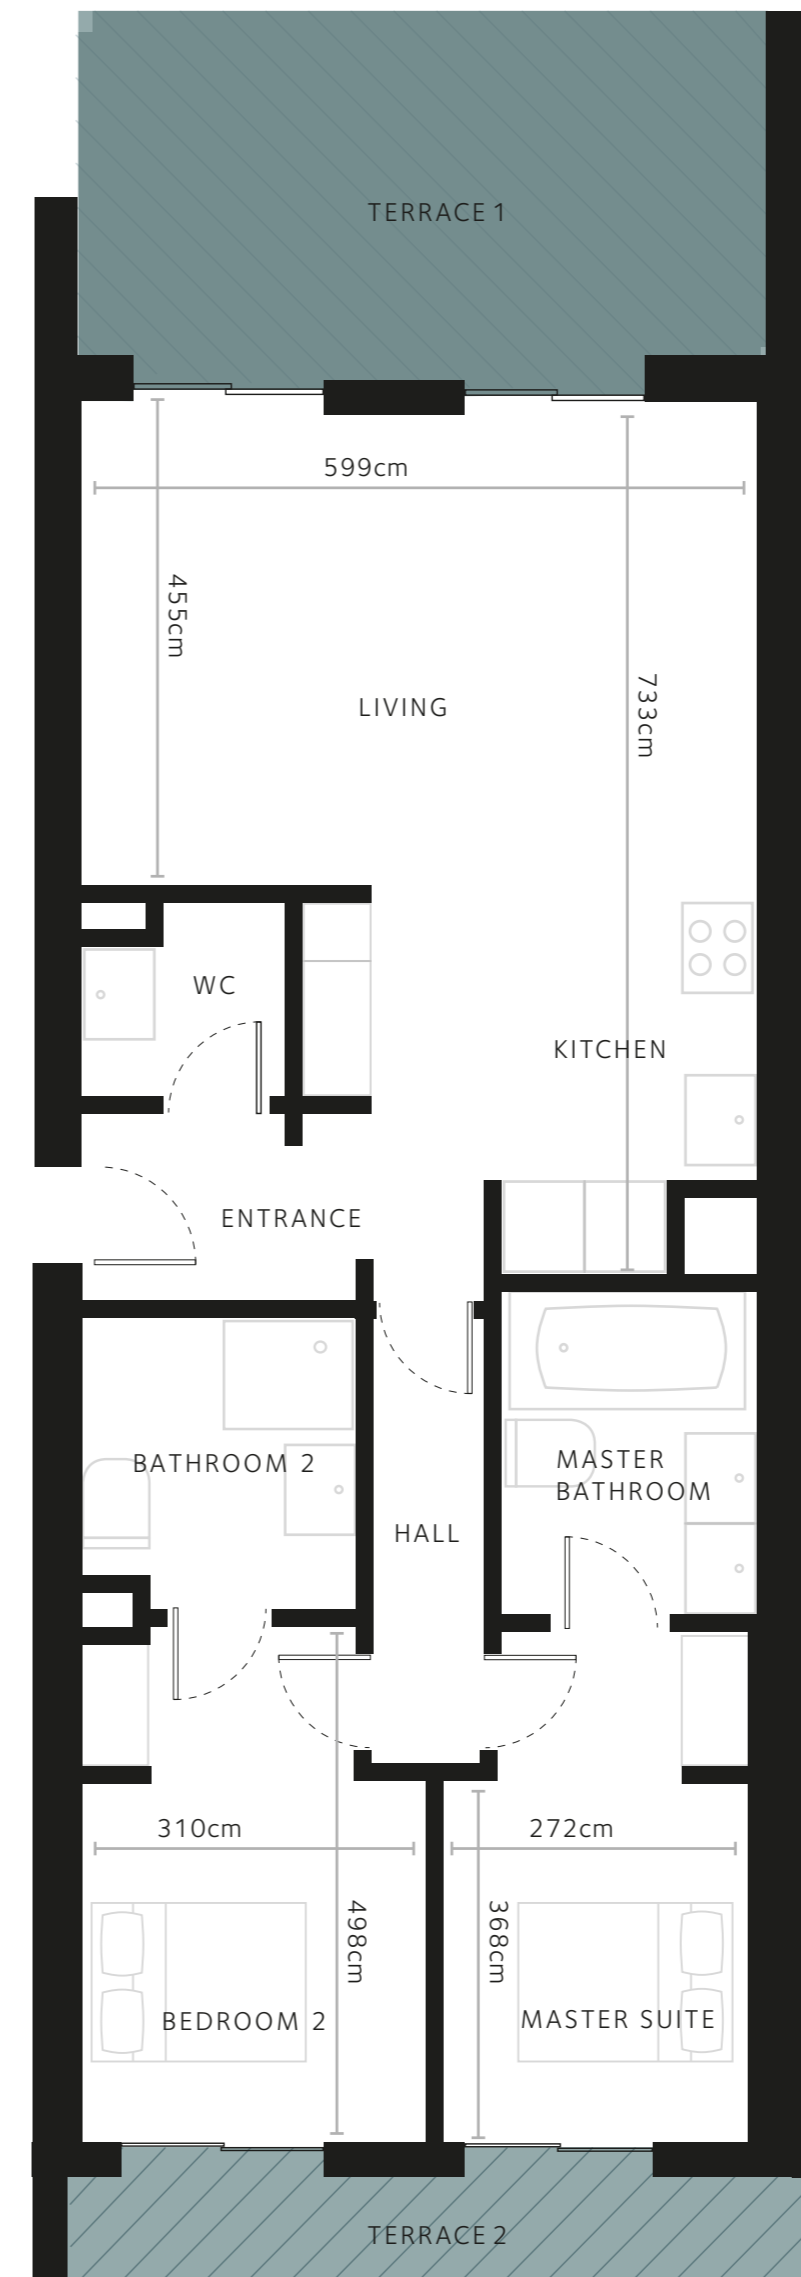 TERRACE 1
599cm
455cm
733cm
LIVING
WC
KITCHEN
ENTRANCE
BATHROOM 2
MASTER
BATHROOM
HALL
310cm
272cm
498cm
368cm
BEDROOM 2
MASTER SUITE
TERRACE 2